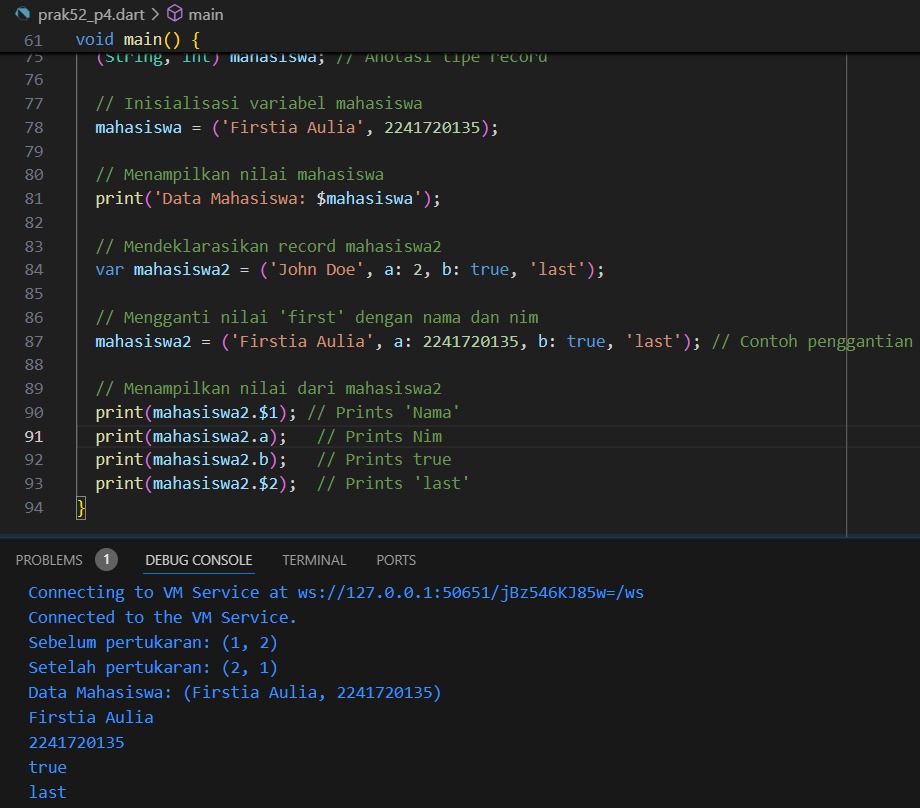 prak52_p4.dart > main
61 void main() {
75 (String, int) mahasiswa; // Anotasi tipe record
76
77 // Inisialisasi variabel mahasiswa
78 mahasiswa = ('Firstia Aulia', 2241720135);
79
80 // Menampilkan nilai mahasiswa
81 print('Data Mahasiswa: $mahasiswa');
82
83 // Mendeklarasikan record mahasiswa2
84 var mahasiswa2 = ('John Doe', a: 2, b: true, 'last');
85
86 // Mengganti nilai 'first' dengan nama dan nim
87 mahasiswa2 = ('Firstia Aulia', a: 2241720135, b: true, 'last'); // Contoh penggantian
88
89 // Menampilkan nilai dari mahasiswa2
90 print(mahasiswa2.$1); // Prints 'Nama'
91 print(mahasiswa2.a); // Prints Nim
92 print(mahasiswa2.b); // Prints true
93 print(mahasiswa2.$2); // Prints 'last'
94 }
PROBLEMS 1 DEBUG CONSOLE TERMINAL PORTS
Connecting to VM Service at ws://127.0.0.1:50651/jBz546KJ85w=/ws
Connected to the VM Service.
Sebelum pertukaran: (1, 2)
Setelah pertukaran: (2, 1)
Data Mahasiswa: (Firstia Aulia, 2241720135)
Firstia Aulia
2241720135
true
last